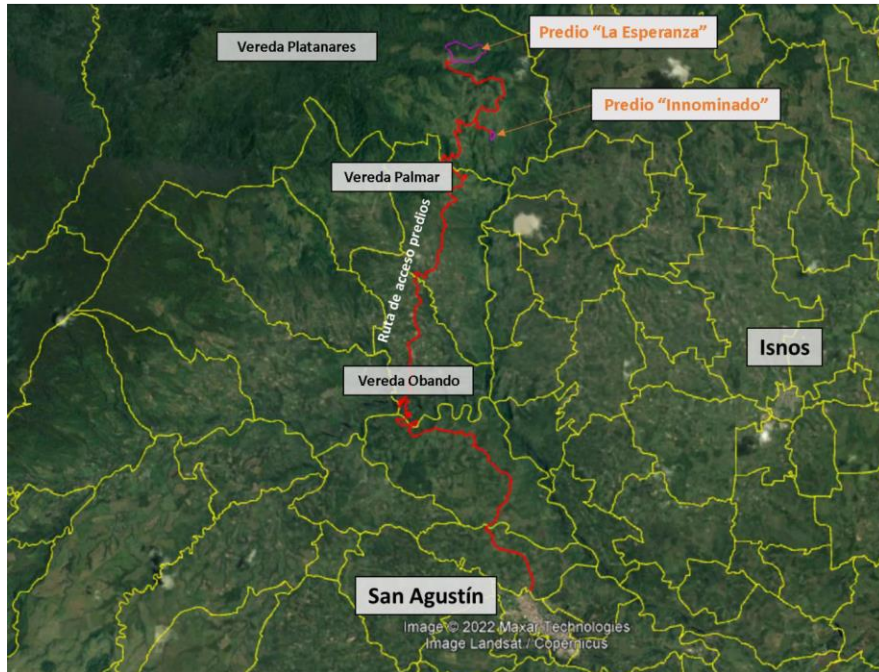 Vereda Platanares
Predio "La Esperanza"
Predio "Innominado"
Vereda Palmar
Ruta de acceso predios
Vereda Obando
Isnos
San Agustín
Image © 2022 Maxar Technologies
Image Landsat / Copernicus